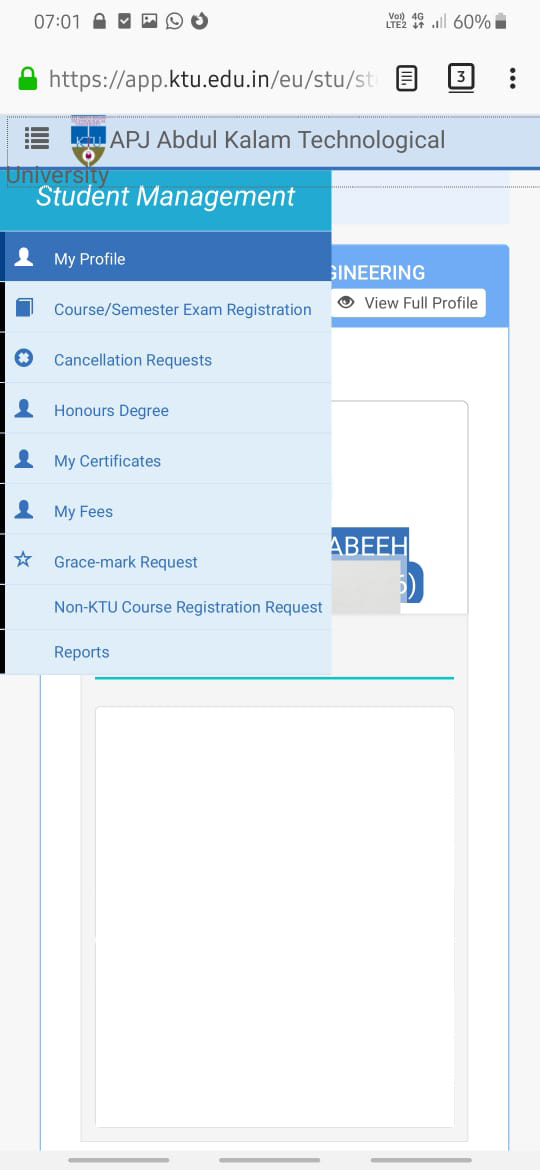 07:01 Vo) LTE2 4G 60%
https://app.ktu.edu.in/eu/stu/st
3
KTU
APJ Abdul Kalam Technological
University
Student Management
My Profile
GINEERING
Course/Semester Exam Registration
View Full Profile
Cancellation Requests
Honours Degree
My Certificates
My Fees
ABEEH
Grace-mark Request
6)
Non-KTU Course Registration Request
Reports